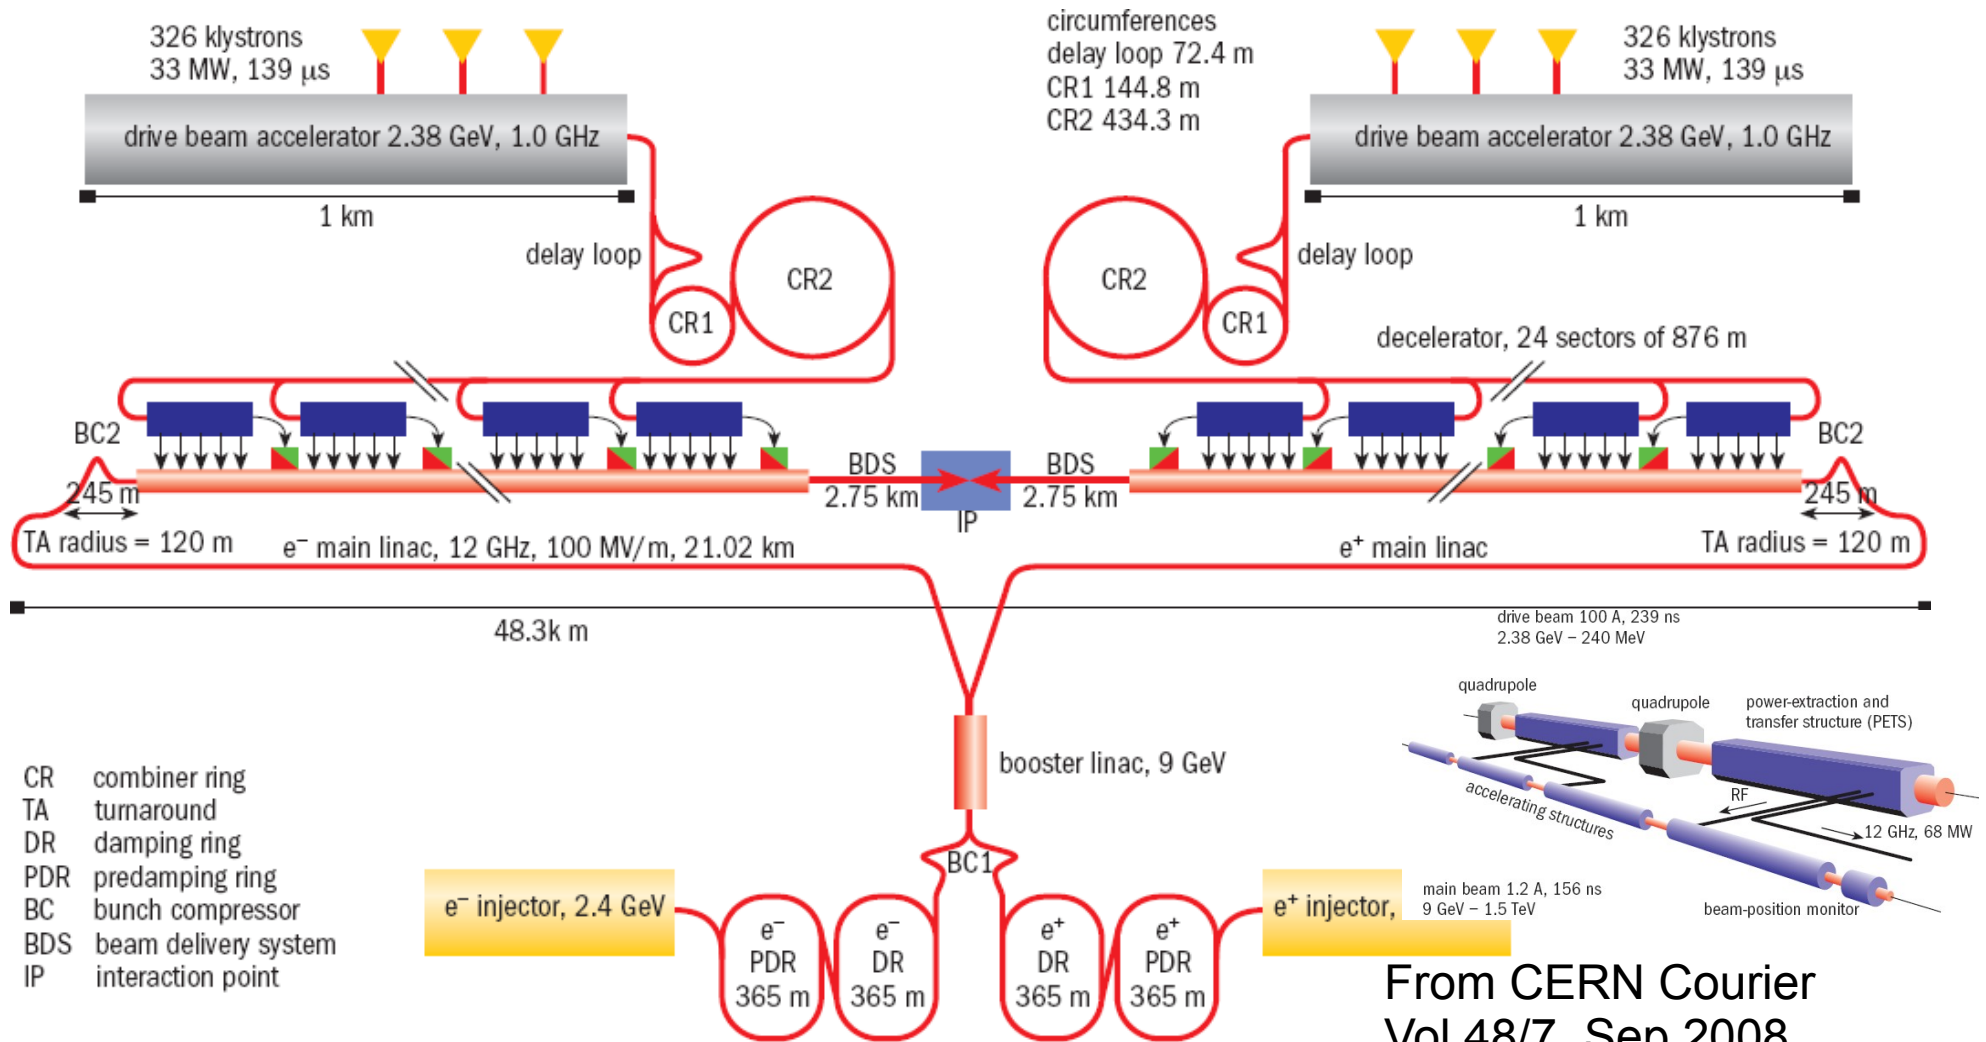 326 klystrons
33 MW, 139 μs
circumferences
delay loop 72.4 m
CR1 144.8 m
CR2 434.3 m
326 klystrons
33 MW, 139 μs
drive beam accelerator 2.38 GeV, 1.0 GHz
drive beam accelerator 2.38 GeV, 1.0 GHz
1 km
1 km
delay loop
CR2
CR1
CR2
CR1
delay loop
decelerator, 24 sectors of 876 m
BC2
BC2
245 m
BDS
2.75 km
IP
BDS
2.75 km
245 m
TA radius = 120 m
e⁻ main linac, 12 GHz, 100 MV/m, 21.02 km
e⁺ main linac
TA radius = 120 m
48.3k m
drive beam 100 A, 239 ns
2.38 GeV – 240 MeV
quadrupole
quadrupole
power-extraction and
transfer structure (PETS)
accelerating structures
RF
12 GHz, 68 MW
main beam 1.2 A, 156 ns
9 GeV – 1.5 TeV
beam-position monitor
booster linac, 9 GeV
BC1
CR combiner ring
TA turnaround
DR damping ring
PDR predamping ring
BC bunch compressor
BDS beam delivery system
IP interaction point
e⁻ injector, 2.4 GeV
e⁻
PDR
365 m
e⁻
DR
365 m
e⁺
DR
365 m
e⁺
PDR
365 m
e⁺ injector,
From CERN Courier
Vol 48/7, Sep 2008